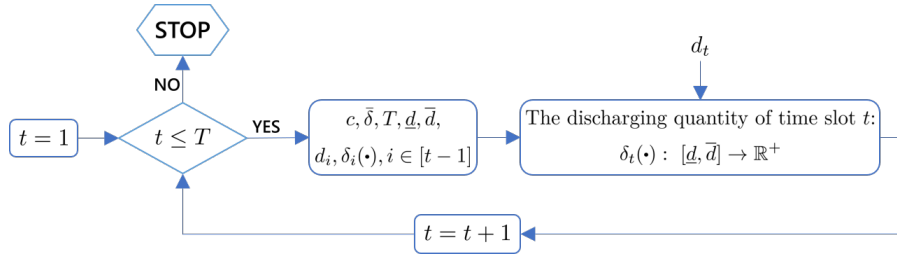 STOP
d_t
NO
t = 1
t ≤ T
YES
c, δ̄, T, d̲, d̅,
d_i, δ_i(·), i ∈ [t − 1]
The discharging quantity of time slot t:
δ_t(·) : [d̲, d̅] → ℝ⁺
t = t + 1